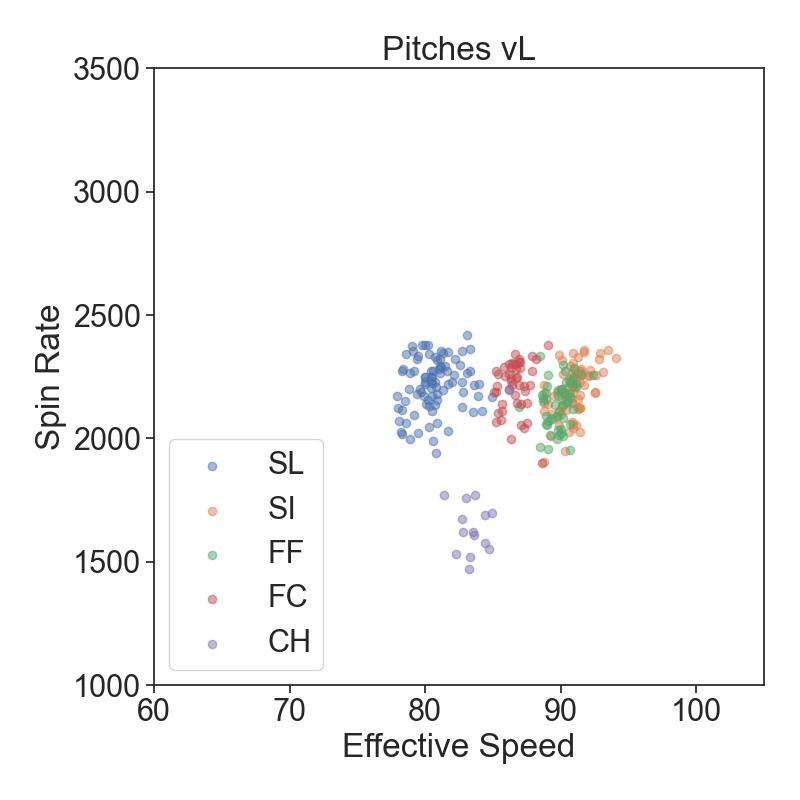 Pitches vL
3500
3000
2500
2000
1500
1000
Spin Rate
SL
SI
FF
FC
CH
60 70 80 90 100
Effective Speed